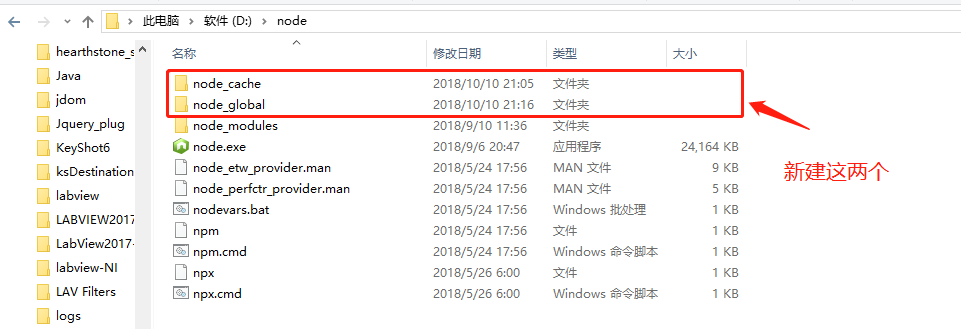 此电脑 › 软件 (D:) › node
名称 修改日期 类型 大小
hearthstone_s
Java
jdom
Jquery_plug
KeyShot6
ksDestination
labview
LABVIEW2017
LabView2017-
labview-NI
LAV Filters
logs
node_cache 2018/10/10 21:05 文件夹
node_global 2018/10/10 21:16 文件夹
node_modules 2018/9/10 11:36 文件夹
node.exe 2018/9/6 20:47 应用程序 24,164 KB
node_etw_provider.man 2018/5/24 17:56 MAN 文件 9 KB
node_perfctr_provider.man 2018/5/24 17:56 MAN 文件 5 KB
nodevars.bat 2018/5/24 17:56 Windows 批处理 1 KB
npm 2018/5/24 17:56 文件 1 KB
npm.cmd 2018/5/24 17:56 Windows 命令脚本 1 KB
npx 2018/5/26 6:00 文件 1 KB
npx.cmd 2018/5/26 6:00 Windows 命令脚本 1 KB
新建这两个